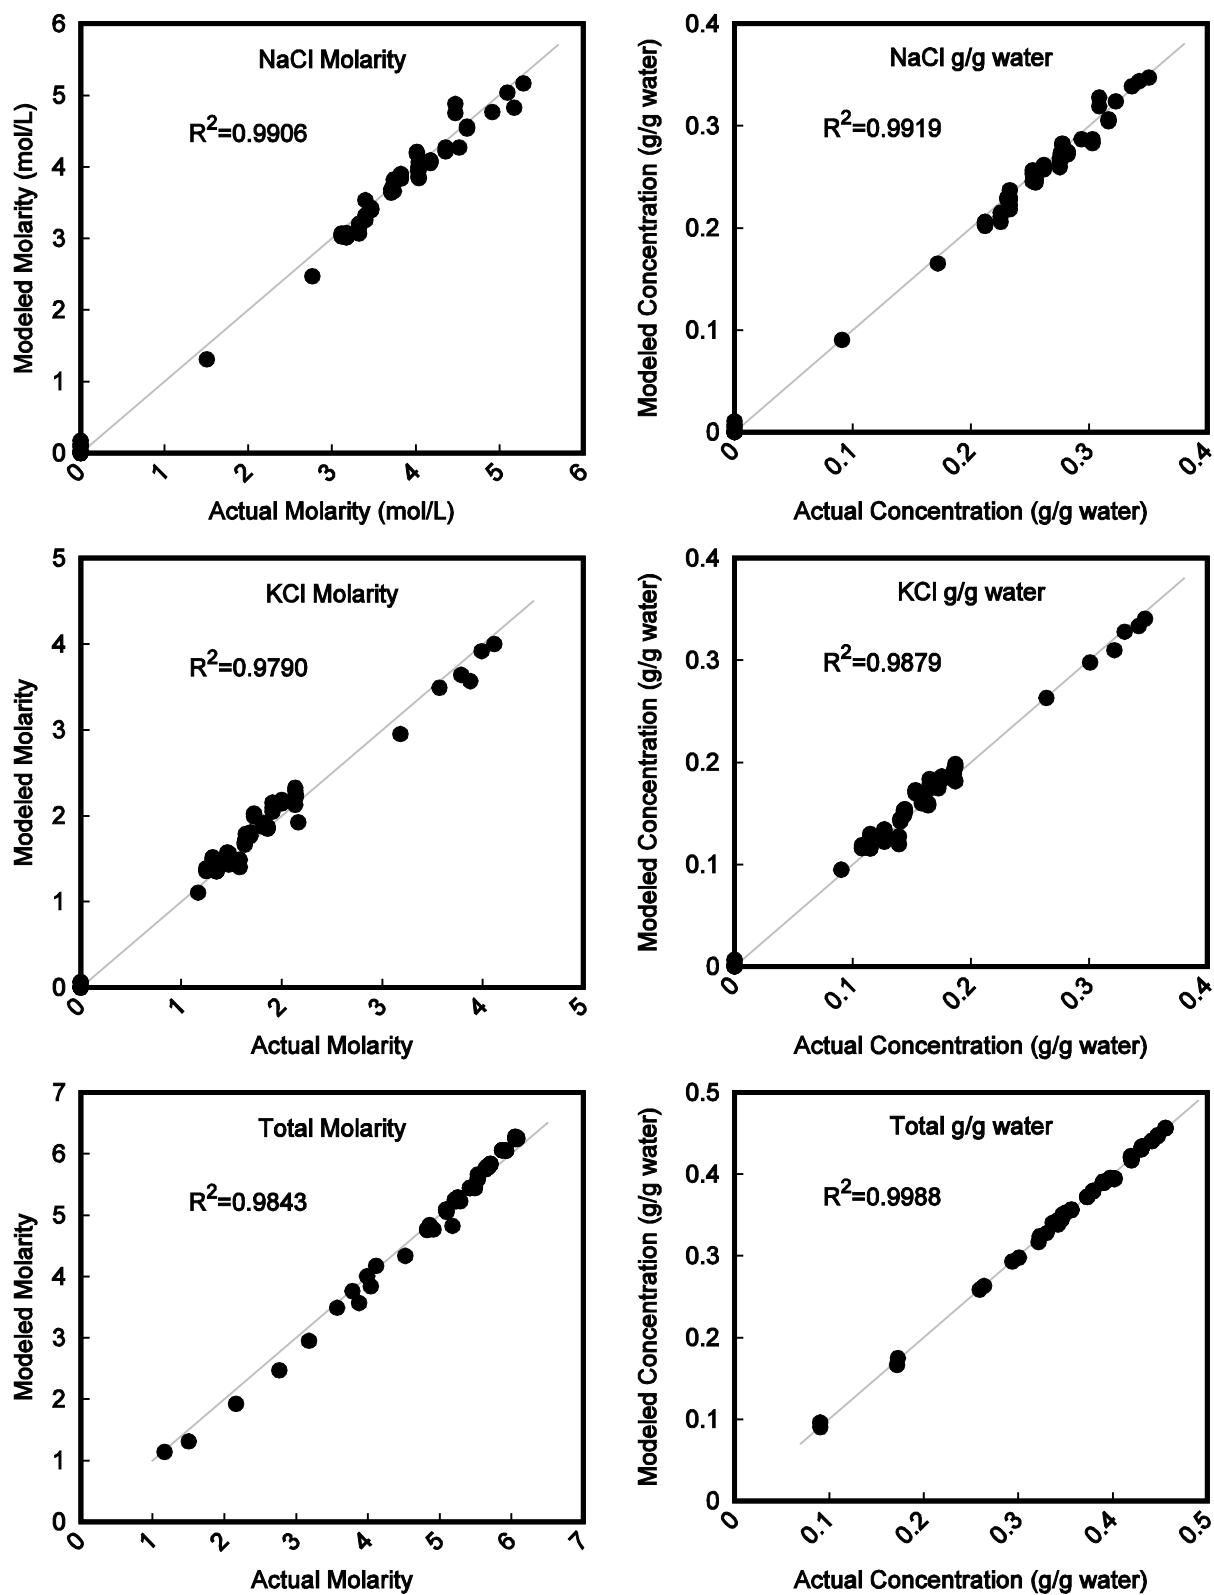 NaCl Molarity
R²=0.9906
Modeled Molarity (mol/L)
6
5
4
3
2
1
0
0 1 2 3 4 5 6
Actual Molarity (mol/L)
NaCl g/g water
R²=0.9919
Modeled Concentration (g/g water)
0.4
0.3
0.2
0.1
0
0 0.1 0.2 0.3 0.4
Actual Concentration (g/g water)
KCl Molarity
R²=0.9790
Modeled Molarity
5
4
3
2
1
0
0 1 2 3 4 5
Actual Molarity
KCl g/g water
R²=0.9879
Modeled Concentration (g/g water)
0.4
0.3
0.2
0.1
0
0 0.1 0.2 0.3 0.4
Actual Concentration (g/g water)
Total Molarity
R²=0.9843
Modeled Molarity
7
6
5
4
3
2
1
0
0 1 2 3 4 5 6 7
Actual Molarity
Total g/g water
R²=0.9988
Modeled Concentration (g/g water)
0.5
0.4
0.3
0.2
0.1
0
0 0.1 0.2 0.3 0.4 0.5
Actual Concentration (g/g water)